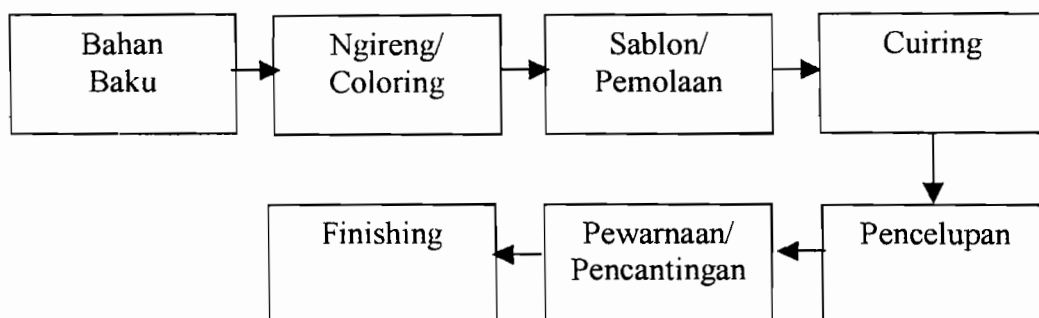 Bahan
Baku
Ngireng/
Coloring
Sablon/
Pemolaan
Cuiring
Pencelupan
Pewarnaan/
Pencantingan
Finishing